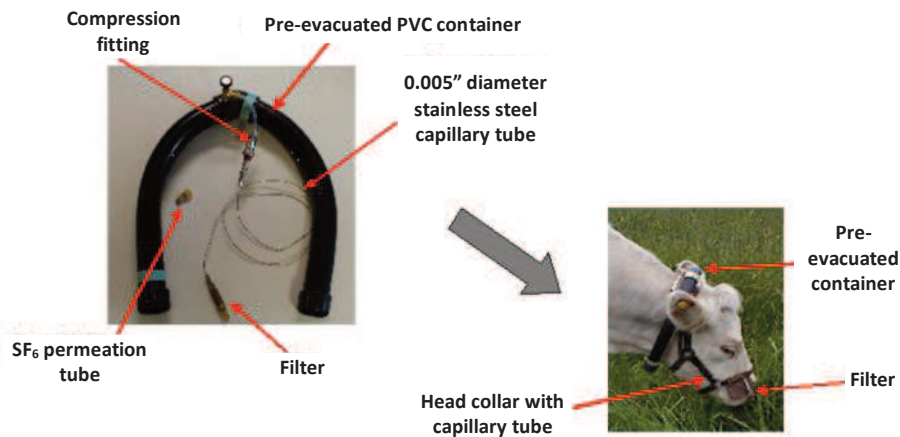 Compression
fitting
Pre-evacuated PVC container
0.005” diameter
stainless steel
capillary tube
SF₆ permeation
tube
Filter
Pre-
evacuated
container
Filter
Head collar with
capillary tube